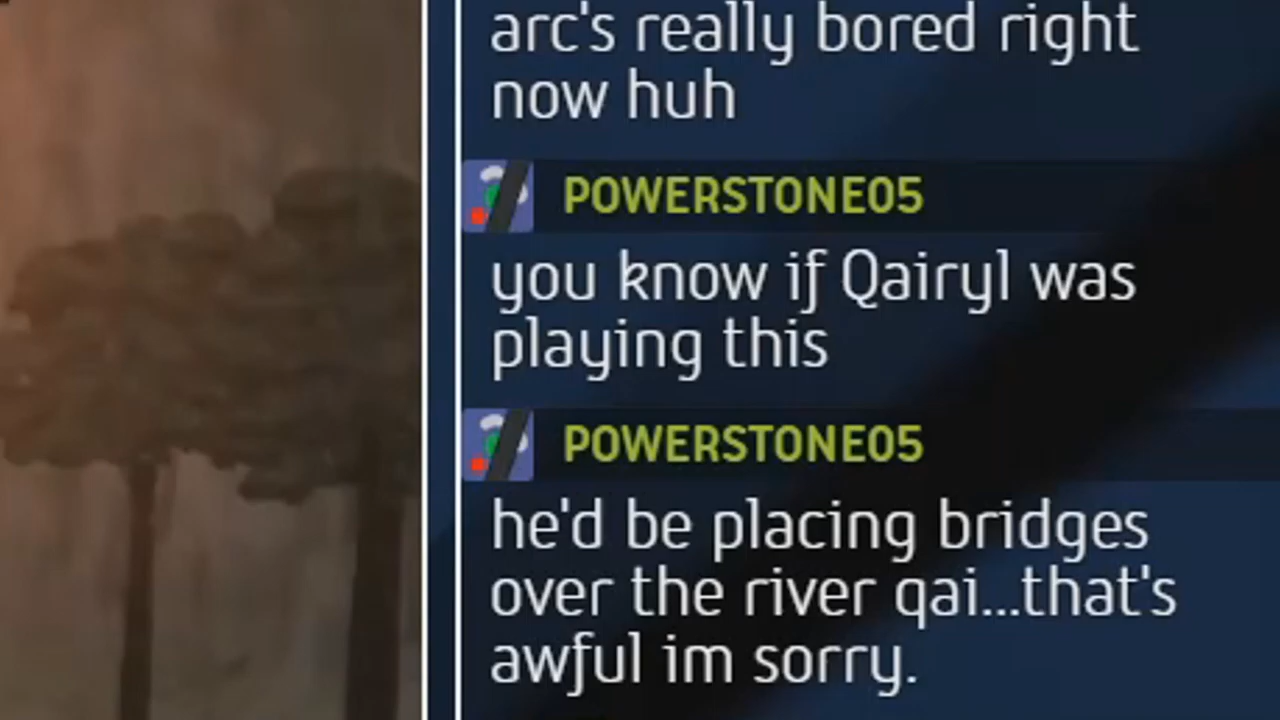 arc's really bored right
now huh
POWERSTONE05
you know if Qairyl was
playing this
POWERSTONE05
he'd be placing bridges
over the river qai...that's
awful im sorry.